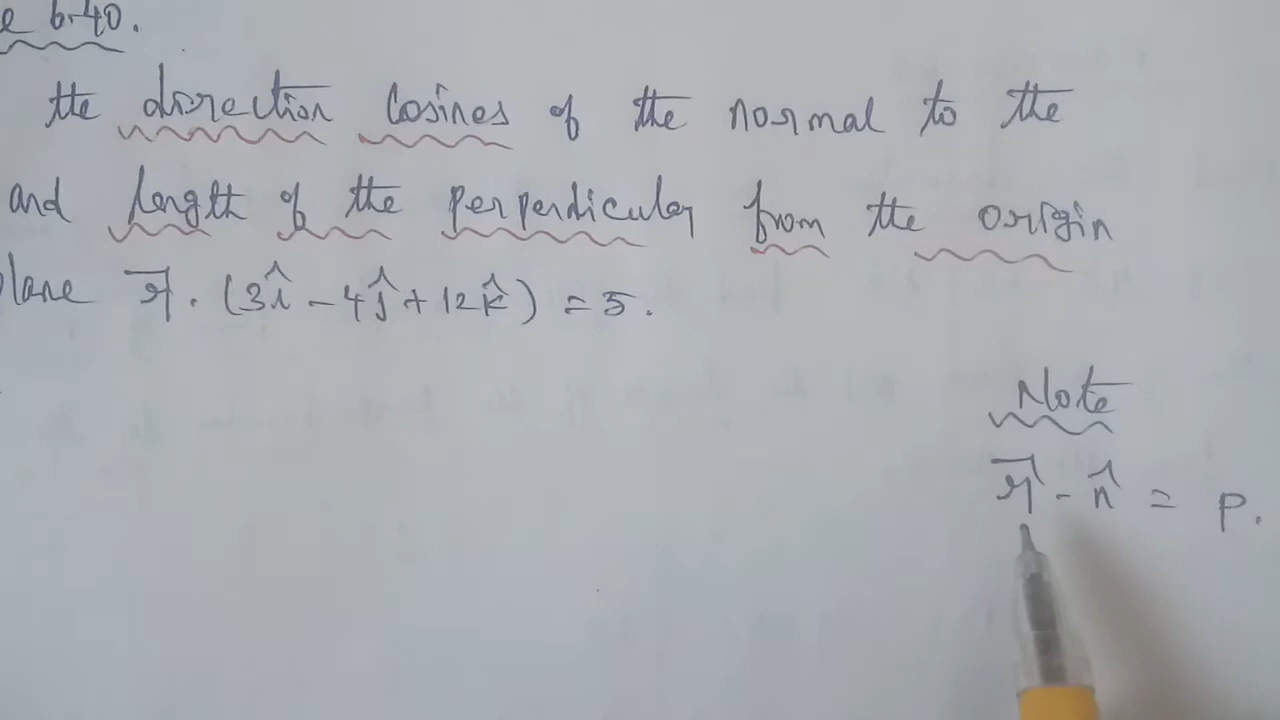 e 6.40.
the direction Cosines of the normal to the
and length of the perpendicular from the origin
lane r⃗ . (3î - 4ĵ + 12k̂) = 5.
Note
r⃗ - n̂ = p.